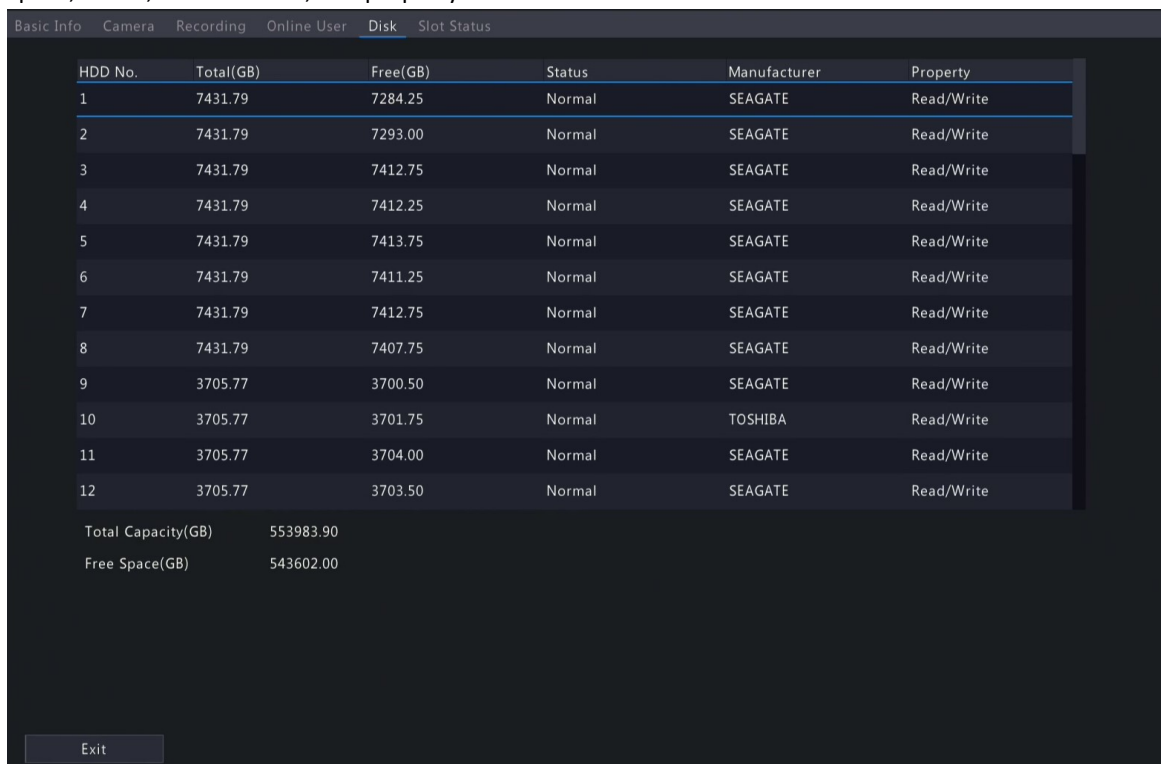 Basic Info Camera Recording Online User Disk Slot Status
HDD No. Total(GB) Free(GB) Status Manufacturer Property
1 7431.79 7284.25 Normal SEAGATE Read/Write
2 7431.79 7293.00 Normal SEAGATE Read/Write
3 7431.79 7412.75 Normal SEAGATE Read/Write
4 7431.79 7412.25 Normal SEAGATE Read/Write
5 7431.79 7413.75 Normal SEAGATE Read/Write
6 7431.79 7411.25 Normal SEAGATE Read/Write
7 7431.79 7412.75 Normal SEAGATE Read/Write
8 7431.79 7407.75 Normal SEAGATE Read/Write
9 3705.77 3700.50 Normal SEAGATE Read/Write
10 3705.77 3701.75 Normal TOSHIBA Read/Write
11 3705.77 3704.00 Normal SEAGATE Read/Write
12 3705.77 3703.50 Normal SEAGATE Read/Write
Total Capacity(GB) 553983.90
Free Space(GB) 543602.00
Exit